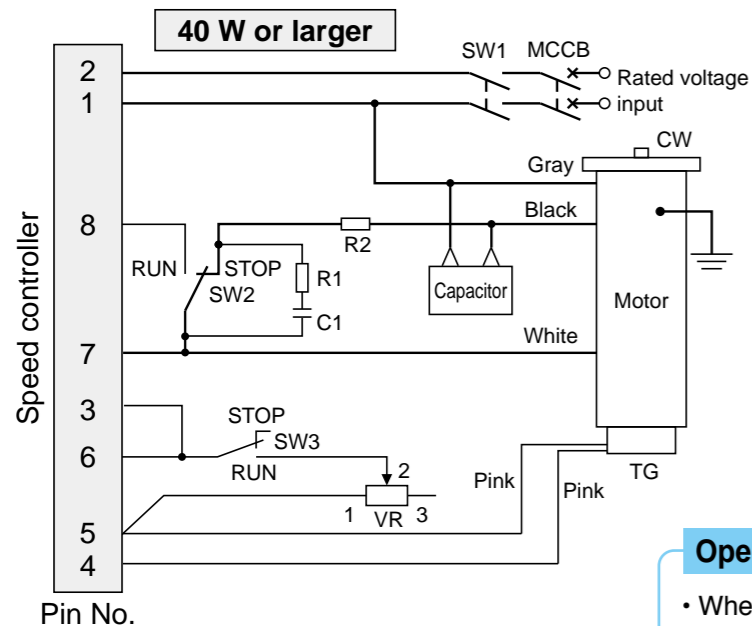 40 W or larger
SW1 MCCB
2
Rated voltage
1
input
CW
Gray
Black
8
R2
RUN
STOP
SW2
R1
Capacitor
Motor
C1
White
7
Speed controller
3
STOP
SW3
6
RUN
2
Pink
Pink
TG
1 VR 3
5
4
Pin No.
Ope
• Whe